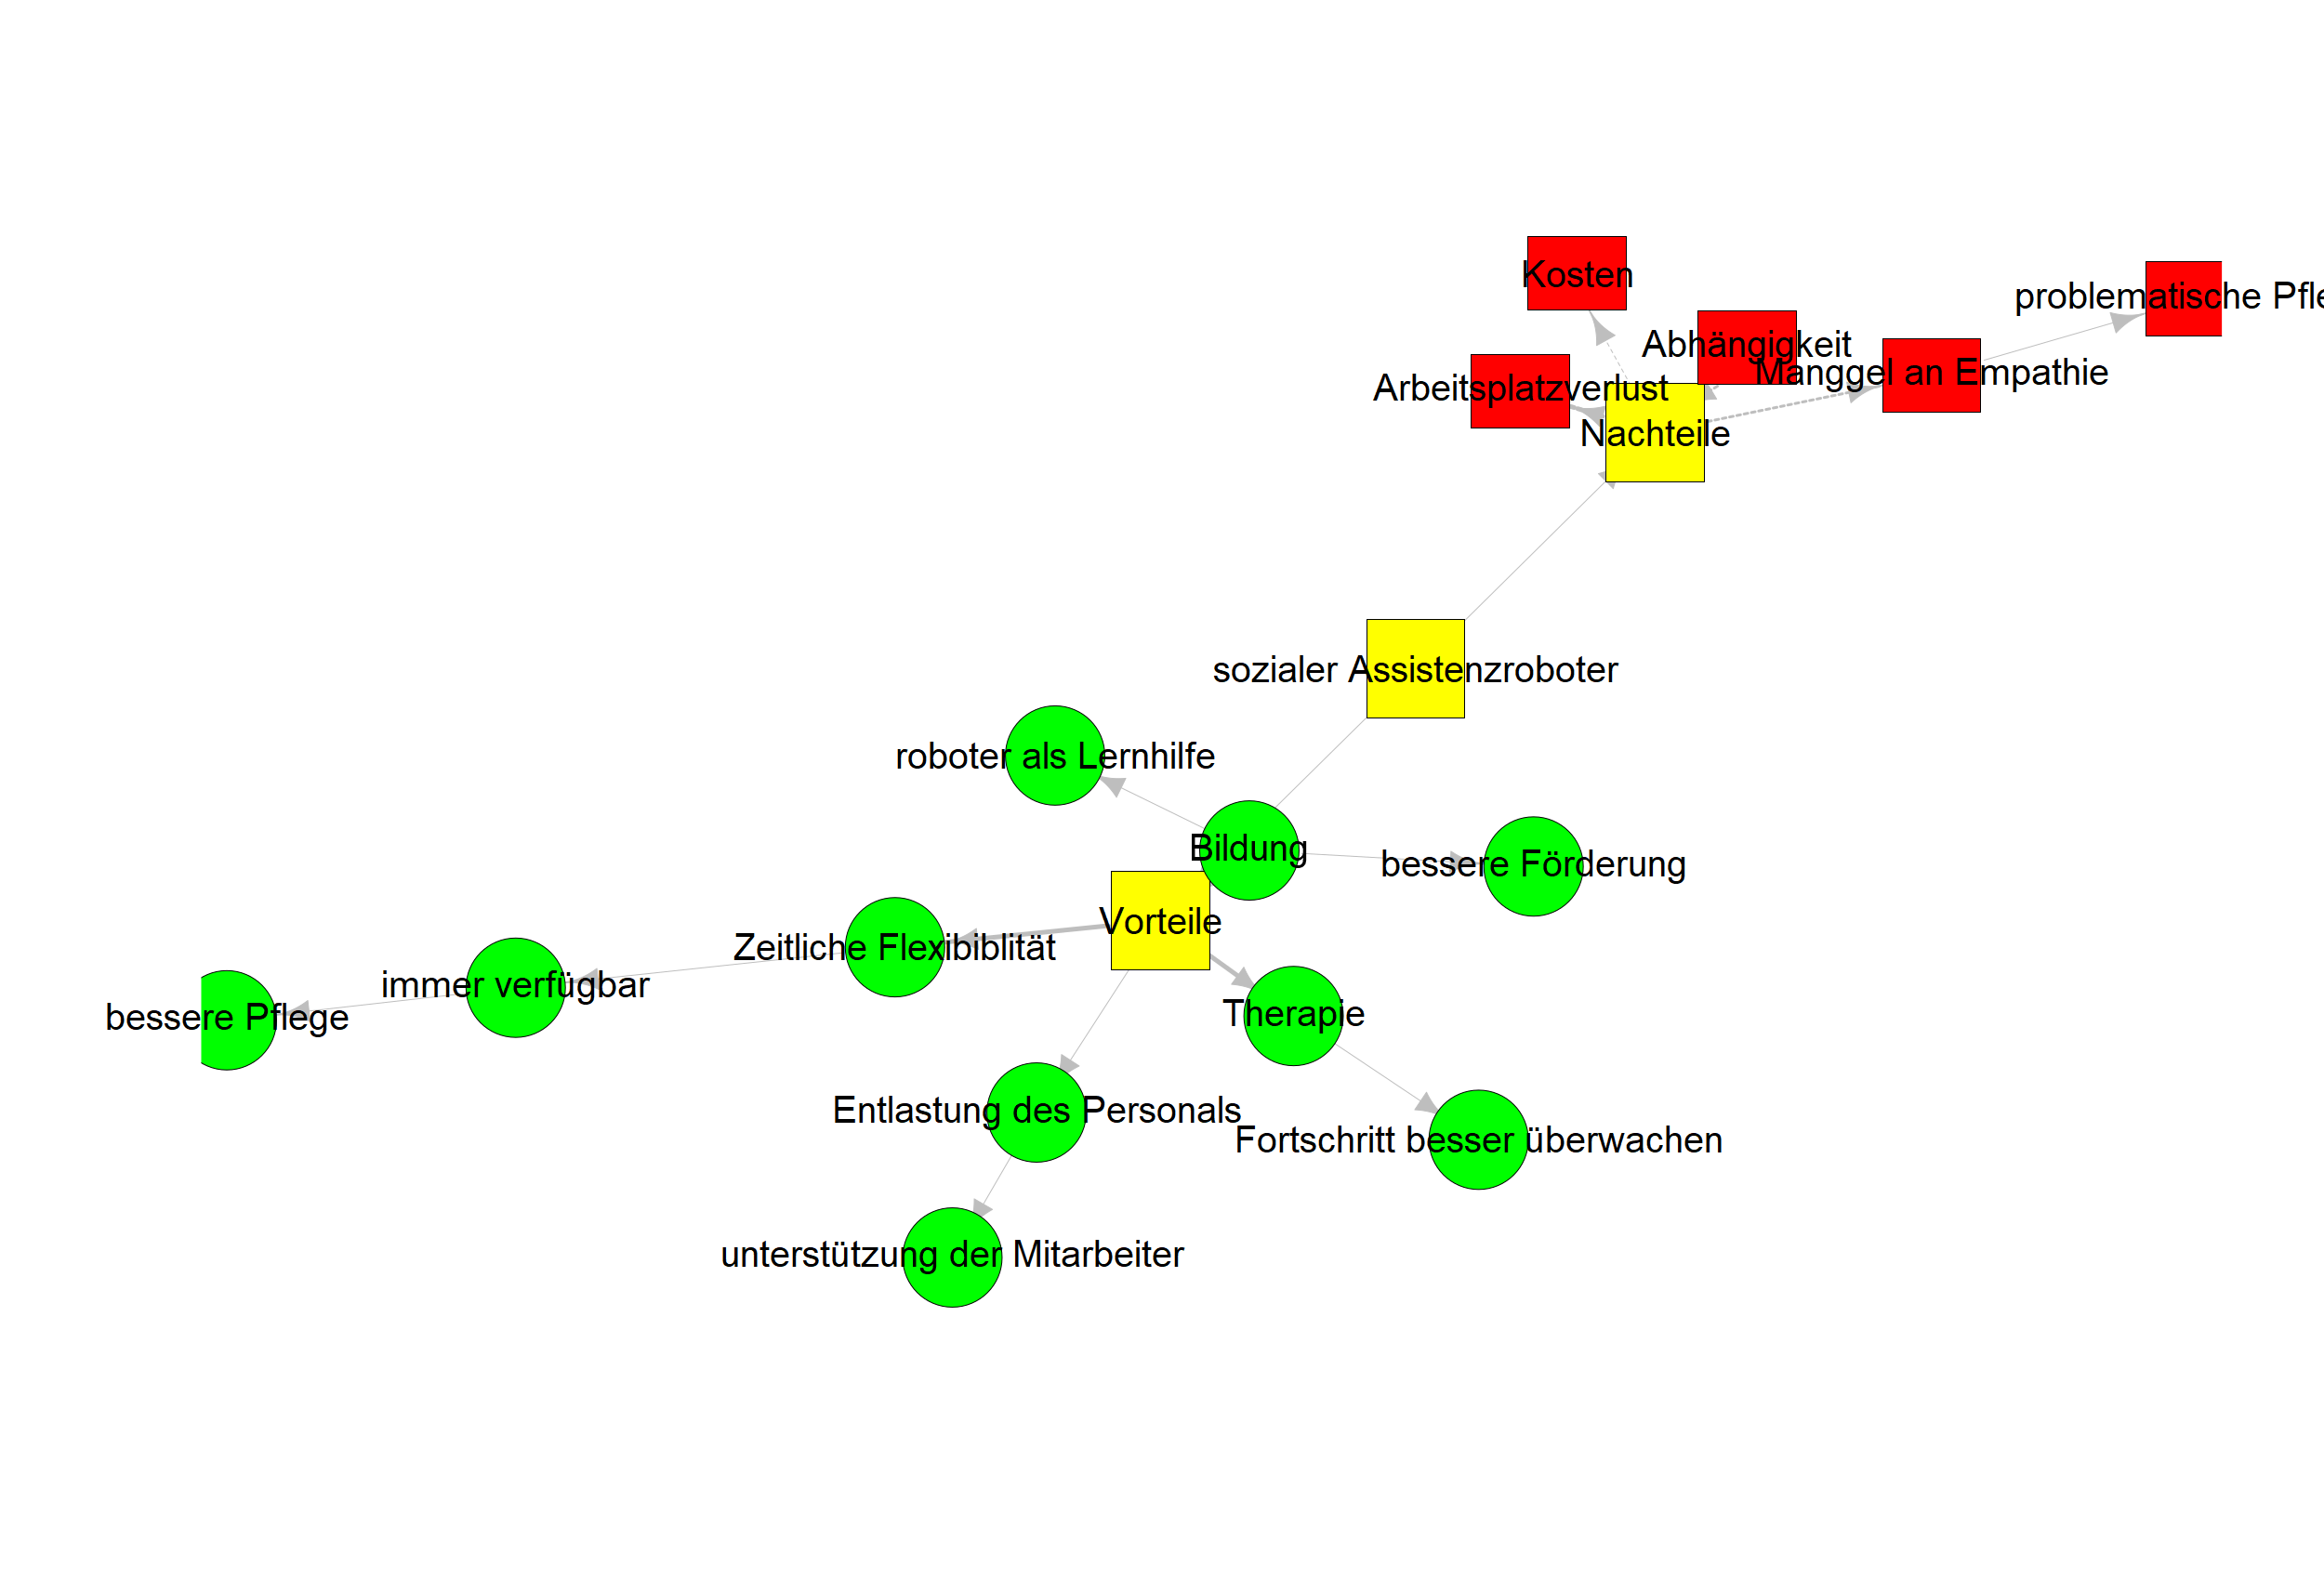 Kosten
problematische Pfle
Abhängigkeit
Manggel an Empathie
Arbeitsplatzverlust
Nachteile
sozialer Assistenzroboter
roboter als Lernhilfe
Bildung
bessere Förderung
Vorteile
Zeitliche Flexibiblität
immer verfügbar
bessere Pflege
Therapie
Entlastung des Personals
Fortschritt besser überwachen
unterstützung der Mitarbeiter